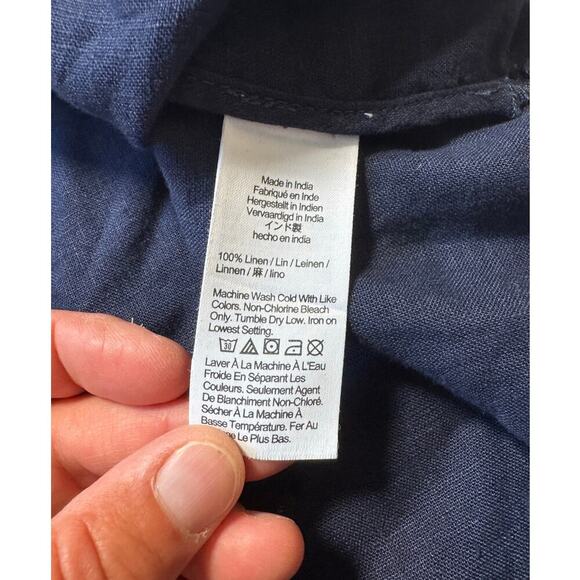 Made in India
Fabriqué en Inde
Hergestellt in Indien
Vervaardigd in India
インド製
hecho en india
100% Linen / Lin / Leinen /
Linnen / 麻 / lino
Machine Wash Cold With Like
Colors. Non-Chlorine Bleach
Only. Tumble Dry Low. Iron on
Lowest Setting.
30
Laver À La Machine À L'Eau
Froide En Séparant Les
Couleurs. Seulement Agent
De Blanchiment Non-Chloré.
Sécher À La Machine À
Basse Température. Fer Au
Le Plus Bas.